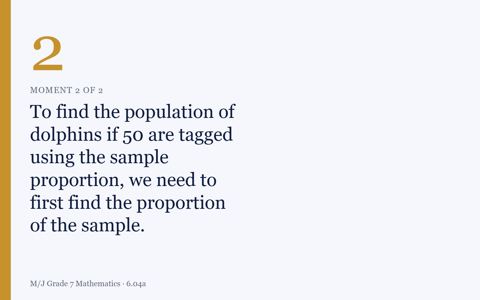 2
MOMENT 2 OF 2
To find the population of
dolphins if 50 are tagged
using the sample
proportion, we need to
first find the proportion
of the sample.
M/J Grade 7 Mathematics · 6.04a